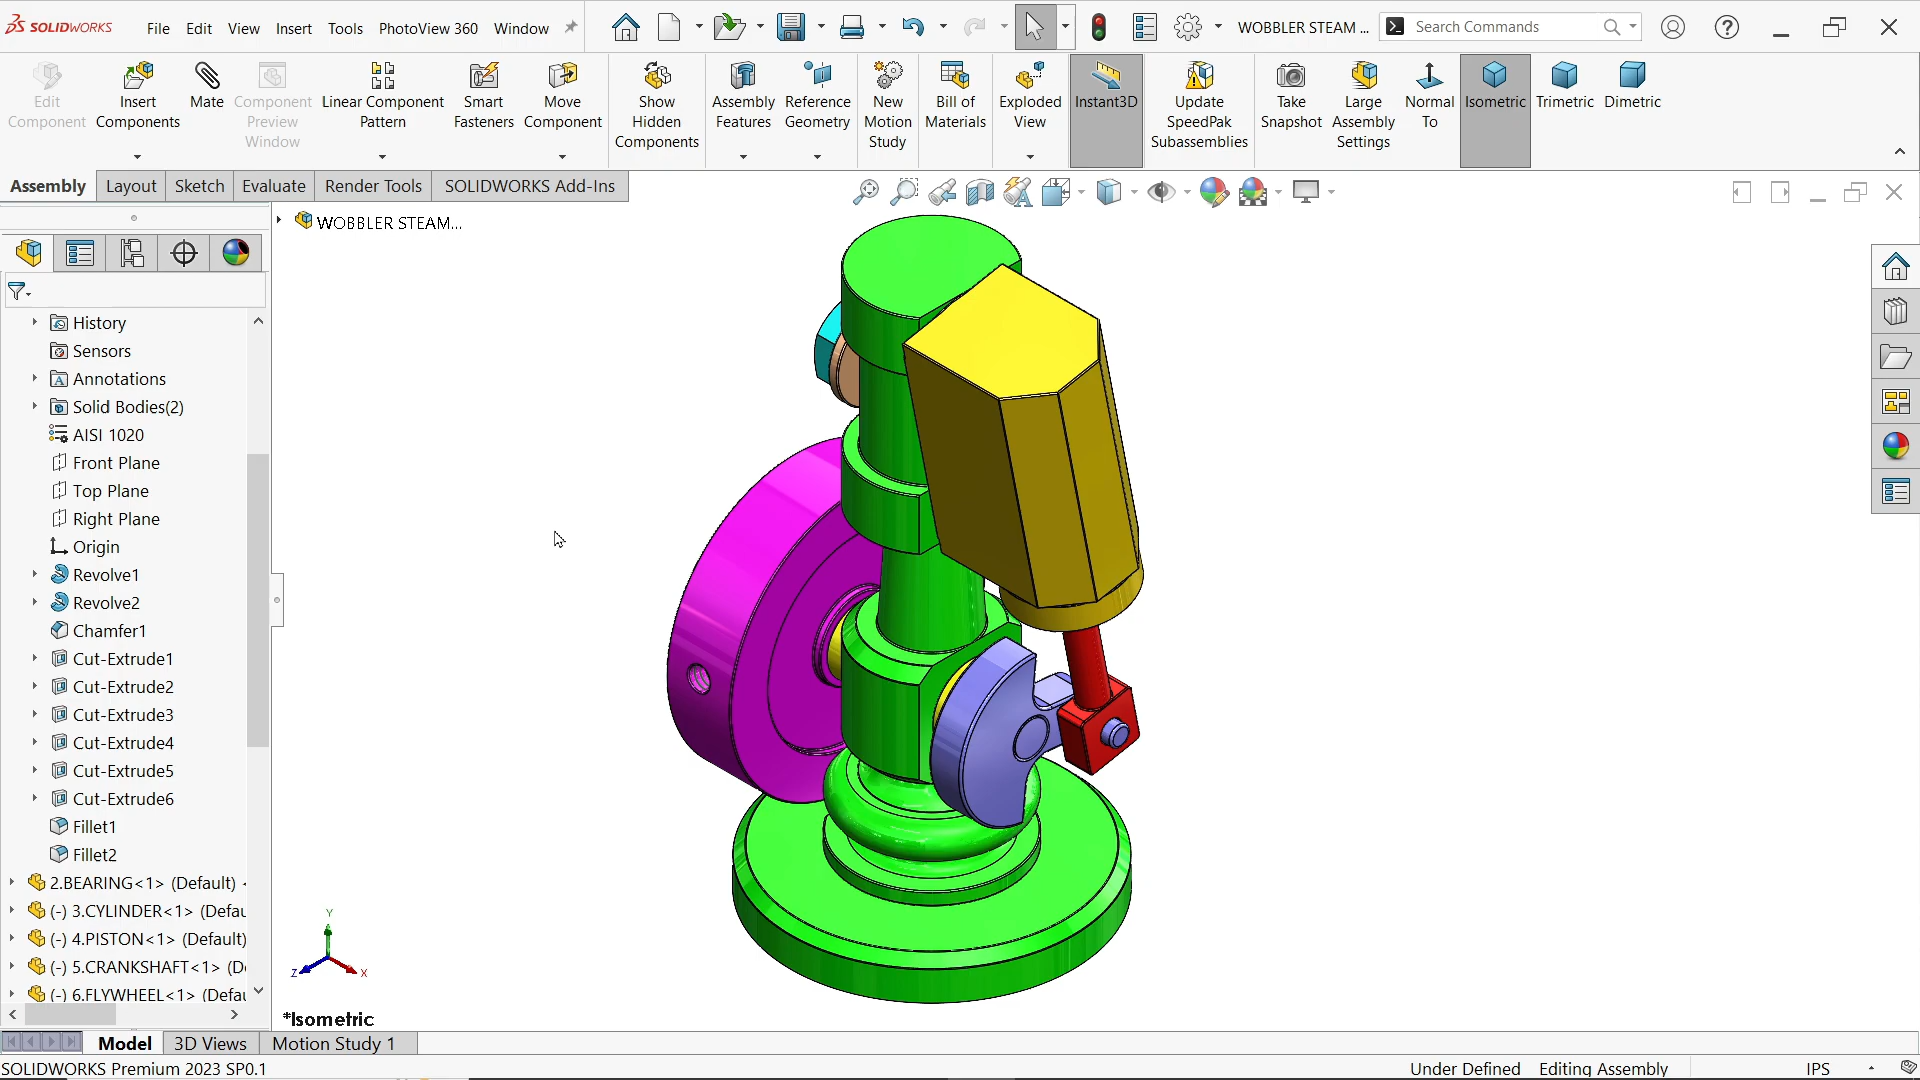 SOLIDWORKS File Edit View Insert Tools PhotoView 360 Window WOBBLER STEAM ... Search Commands
Edit Component
Insert Components
Mate
Component Preview Window
Linear Component Pattern
Smart Fasteners
Move Component
Show Hidden Components
Assembly Features
Reference Geometry
New Motion Study
Bill of Materials
Exploded View
Instant3D
Update SpeedPak Subassemblies
Take Snapshot
Large Assembly Settings
Normal To
Isometric
Trimetric
Dimetric
Assembly Layout Sketch Evaluate Render Tools SOLIDWORKS Add-Ins
WOBBLER STEAM...
History
Sensors
Annotations
Solid Bodies(2)
AISI 1020
Front Plane
Top Plane
Right Plane
Origin
Revolve1
Revolve2
Chamfer1
Cut-Extrude1
Cut-Extrude2
Cut-Extrude3
Cut-Extrude4
Cut-Extrude5
Cut-Extrude6
Fillet1
Fillet2
2.BEARING<1> (Default)
(-) 3.CYLINDER<1> (Defau
(-) 4.PISTON<1> (Default)
(-) 5.CRANKSHAFT<1> (D
(-) 6.FLYWHEEL<1> (Defau
Y
Z
X
*Isometric
Model 3D Views Motion Study 1
SOLIDWORKS Premium 2023 SP0.1 Under Defined Editing Assembly IPS